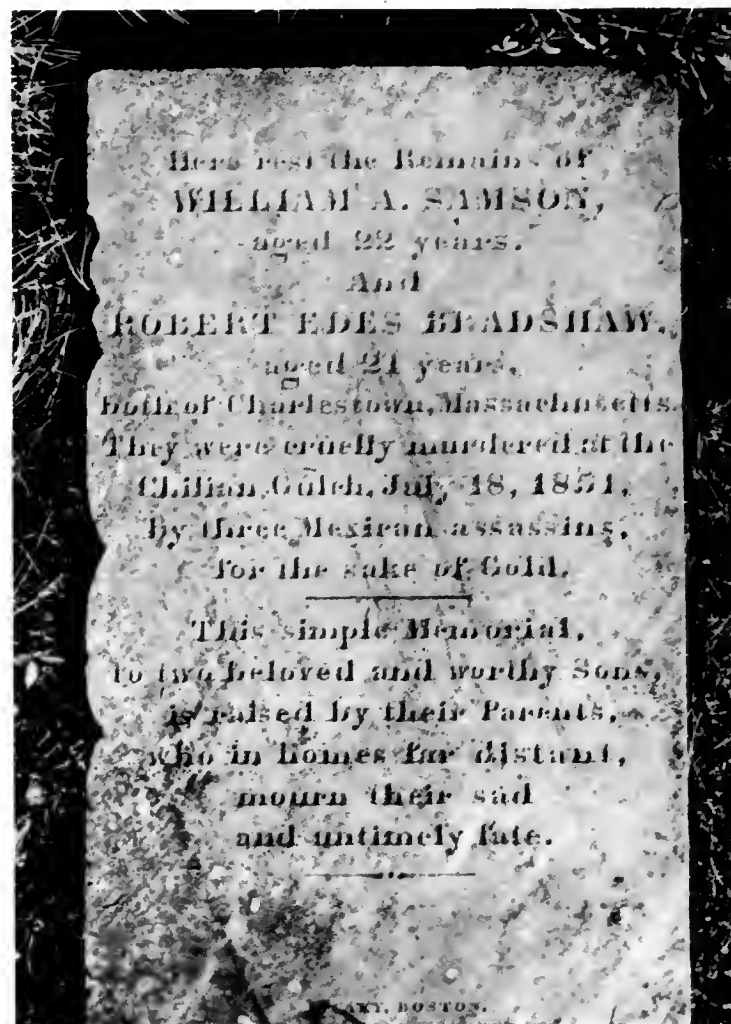 Here rest the Remains of
WILLIAM A. SAMSON,
aged 22 years.
And
ROBERT EDES BRADSHAW,
aged 21 years,
both of Charlestown, Massachusetts.
They were cruelly murdered at the
Chilian Gulch, July 18, 1851,
by three Mexican assassins,
for the sake of Gold.
This simple Memorial,
to two beloved and worthy Sons,
is raised by their Parents,
who in homes far distant,
mourn their sad
and untimely fate.
BOSTON.